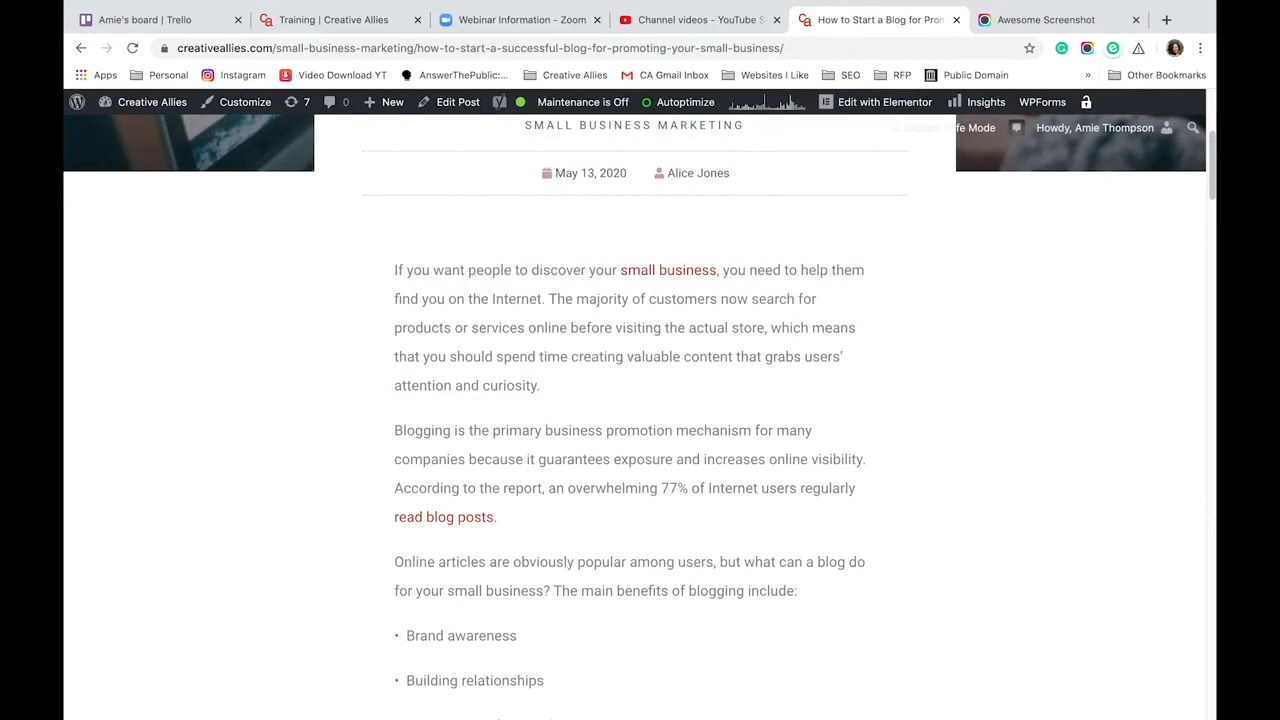 Amie's board | Trello
Training | Creative Allies
Webinar Information - Zoom
Channel videos - YouTube S
How to Start a Blog for Pron
Awesome Screenshot
creativeallies.com/small-business-marketing/how-to-start-a-successful-blog-for-promoting-your-small-business/
Apps Personal Instagram Video Download YT AnswerThePublic:... Creative Allies CA Gmail Inbox Websites I Like SEO RFP Public Domain » Other Bookmarks
Creative Allies Customize 7 0 New Edit Post Maintenance is Off Autoptimize Edit with Elementor Insights WPForms
SMALL BUSINESS MARKETING
Mode Howdy, Amie Thompson
May 13, 2020 Alice Jones
If you want people to discover your small business, you need to help them
find you on the Internet. The majority of customers now search for
products or services online before visiting the actual store, which means
that you should spend time creating valuable content that grabs users'
attention and curiosity.
Blogging is the primary business promotion mechanism for many
companies because it guarantees exposure and increases online visibility.
According to the report, an overwhelming 77% of Internet users regularly
read blog posts.
Online articles are obviously popular among users, but what can a blog do
for your small business? The main benefits of blogging include:
• Brand awareness
• Building relationships